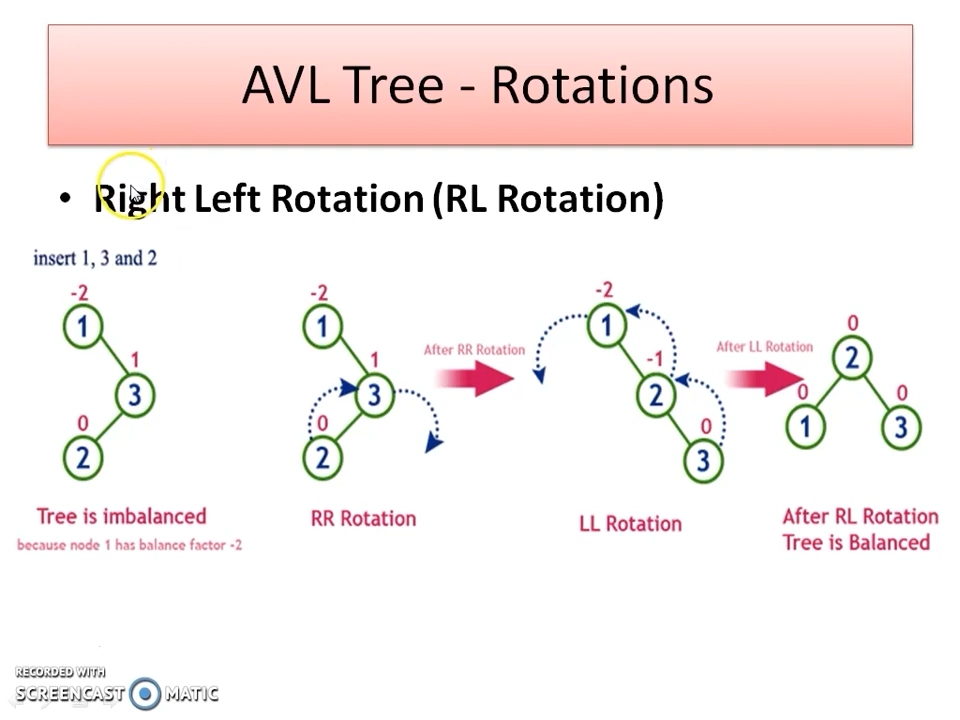 AVL Tree - Rotations
• Right Left Rotation (RL Rotation)
insert 1, 3 and 2
-2
1
1
3
0
2
Tree is imbalanced
because node 1 has balance factor -2
-2
1
1
3
0
2
RR Rotation
After RR Rotation
-2
1
-1
2
0
3
LL Rotation
After LL Rotation
0
2
0
1
0
3
After RL Rotation
Tree is Balanced
RECORDED WITH
SCREENCAST MATIC